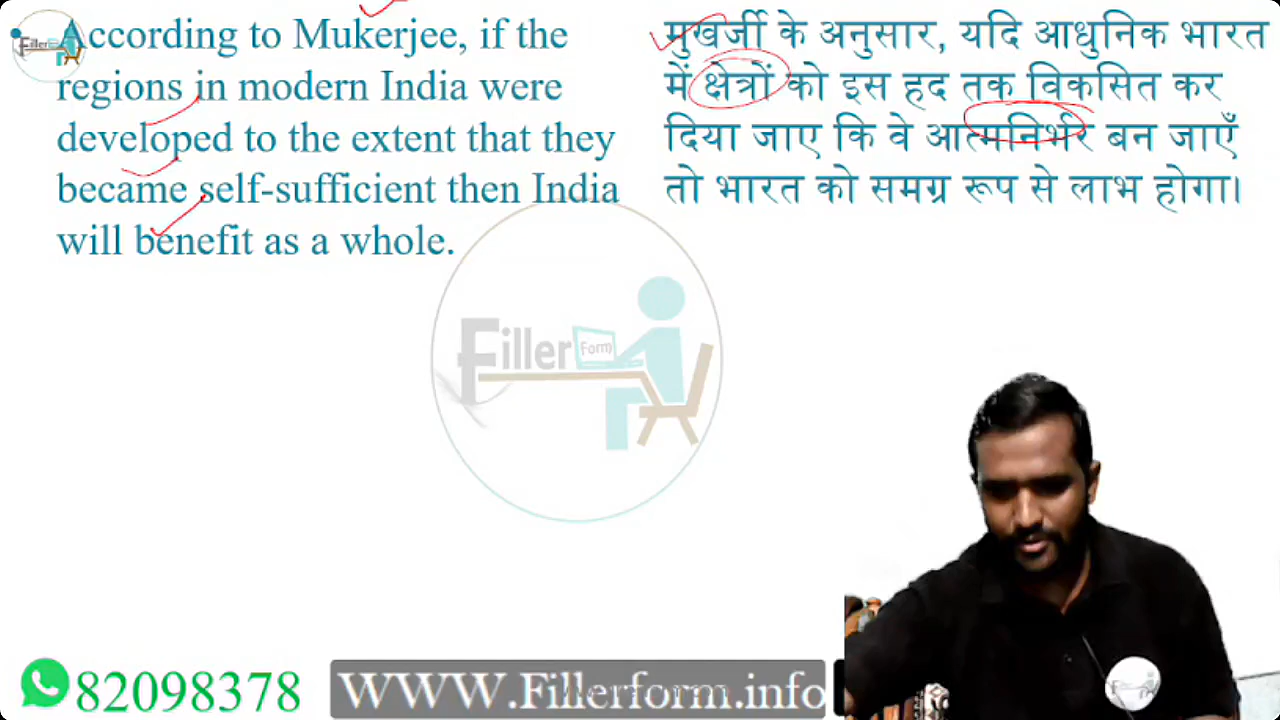 According to Mukerjee, if the
regions in modern India were
developed to the extent that they
became self-sufficient then India
will benefit as a whole.
मुखर्जी के अनुसार, यदि आधुनिक भारत
में क्षेत्रों को इस हद तक विकसित कर
दिया जाए कि वे आत्मनिर्भर बन जाएँ
तो भारत को समग्र रूप से लाभ होगा।
Filler Form
82098378
WWW.Fillerform.info